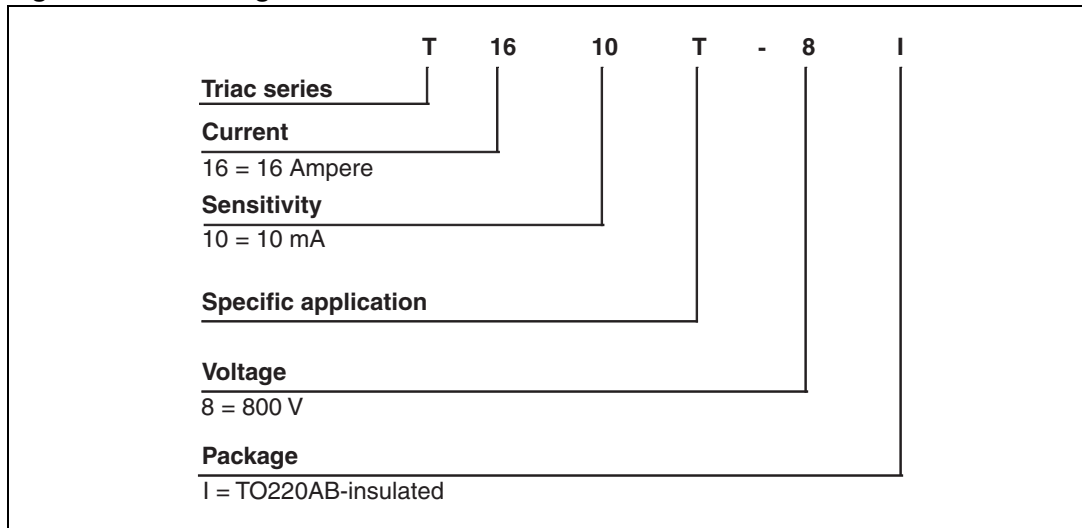 T 16 10 T - 8 I
Triac series
Current
16 = 16 Ampere
Sensitivity
10 = 10 mA
Specific application
Voltage
8 = 800 V
Package
I = TO220AB-insulated